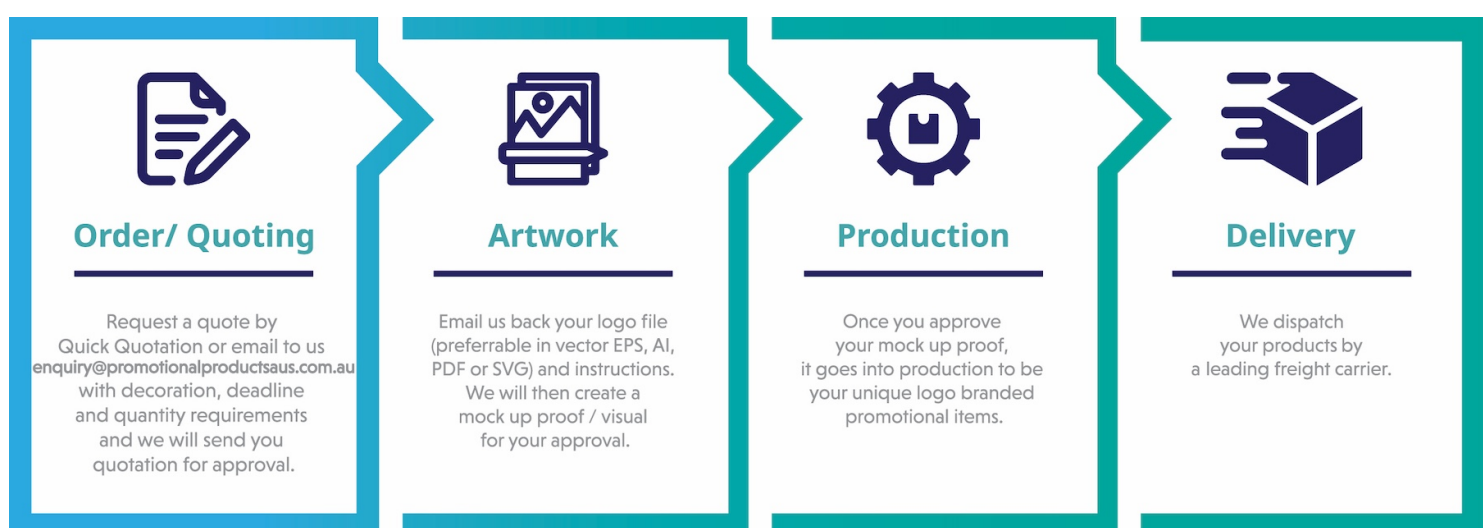 Order/ Quoting
Request a quote by
Quick Quotation or email to us
enquiry@promotionalproductsaus.com.au
with decoration, deadline
and quantity requirements
and we will send you
quotation for approval.
Artwork
Email us back your logo file
(preferrable in vector EPS, AI,
PDF or SVG) and instructions.
We will then create a
mock up proof / visual
for your approval.
Production
Once you approve
your mock up proof,
it goes into production to be
your unique logo branded
promotional items.
Delivery
We dispatch
your products by
a leading freight carrier.